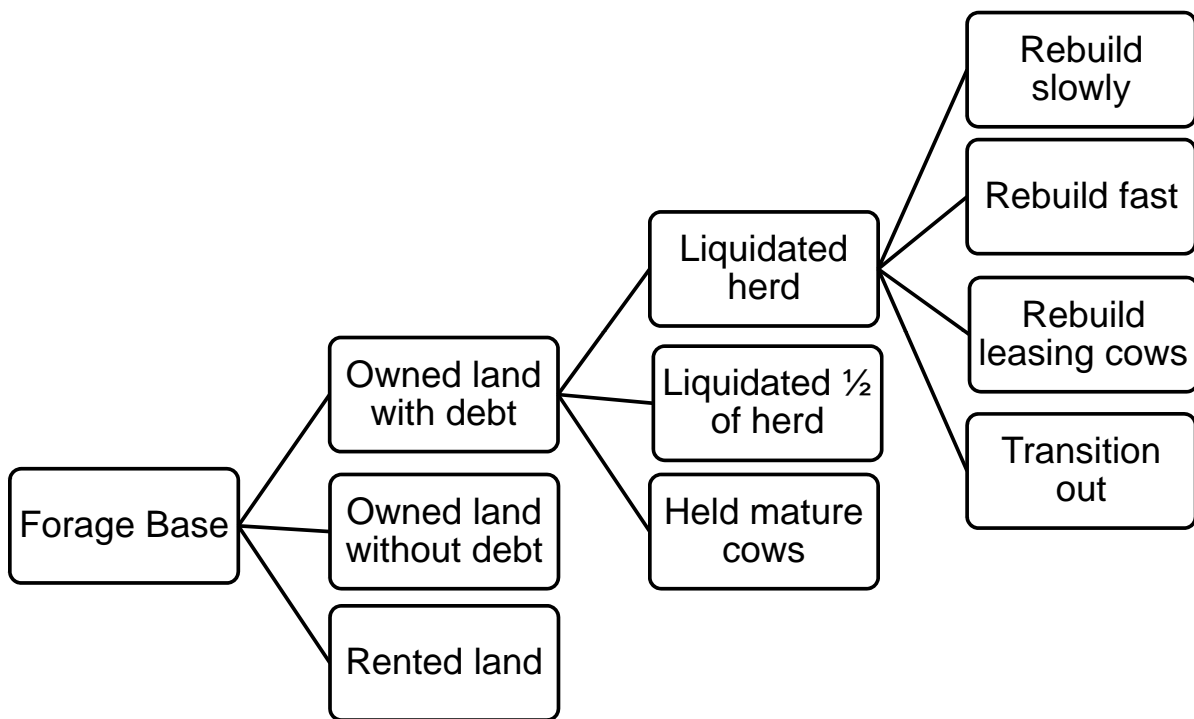 Forage Base
Owned land
with debt
Owned land
without debt
Rented land
Liquidated
herd
Liquidated ½
of herd
Held mature
cows
Rebuild
slowly
Rebuild fast
Rebuild
leasing cows
Transition
out